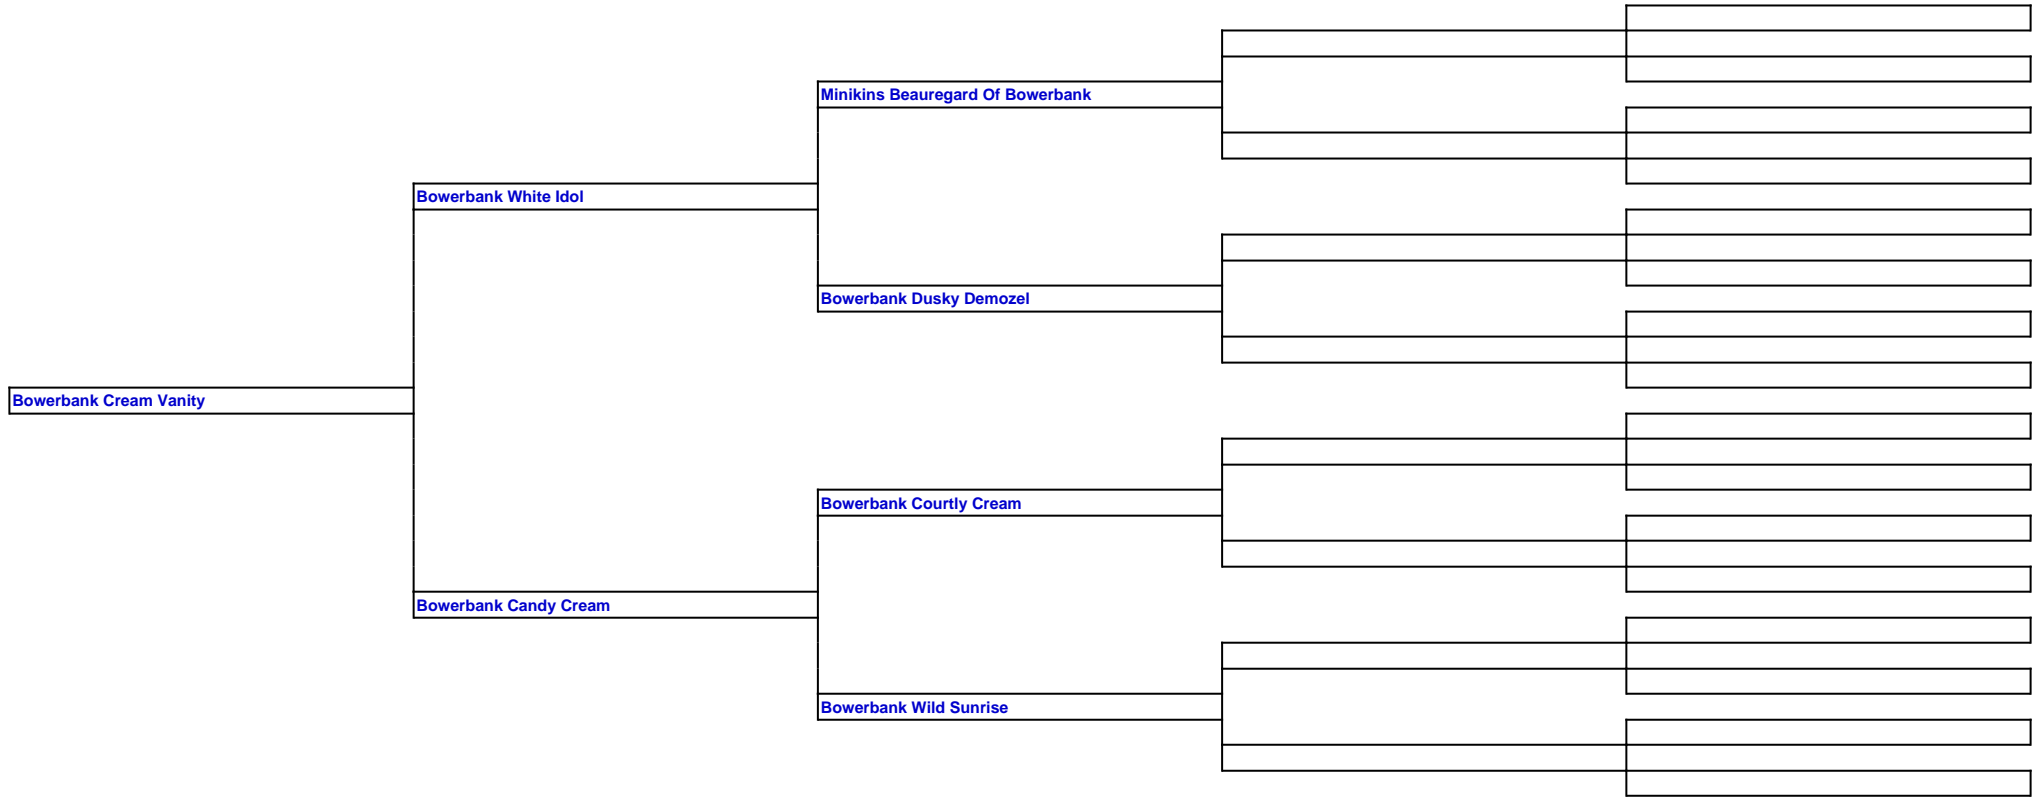 Minikins Beauregard Of Bowerbank
Bowerbank White Idol
Bowerbank Dusky Demozel
Bowerbank Cream Vanity
Bowerbank Courtly Cream
Bowerbank Candy Cream
Bowerbank Wild Sunrise